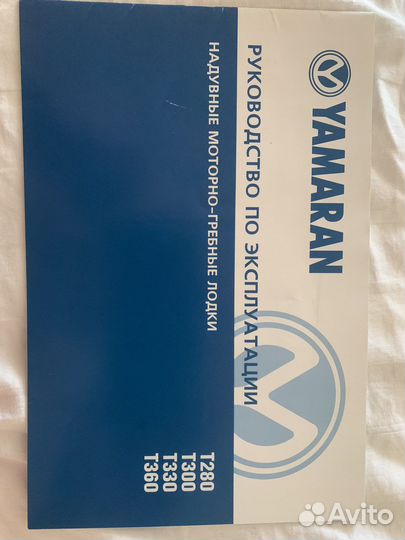 YAMARAN
РУКОВОДСТВО ПО ЭКСПЛУАТАЦИИ
НАДУВНЫЕ МОТОРНО-ГРЕБНЫЕ ЛОДКИ
T280
T300
T330
T360
Avito